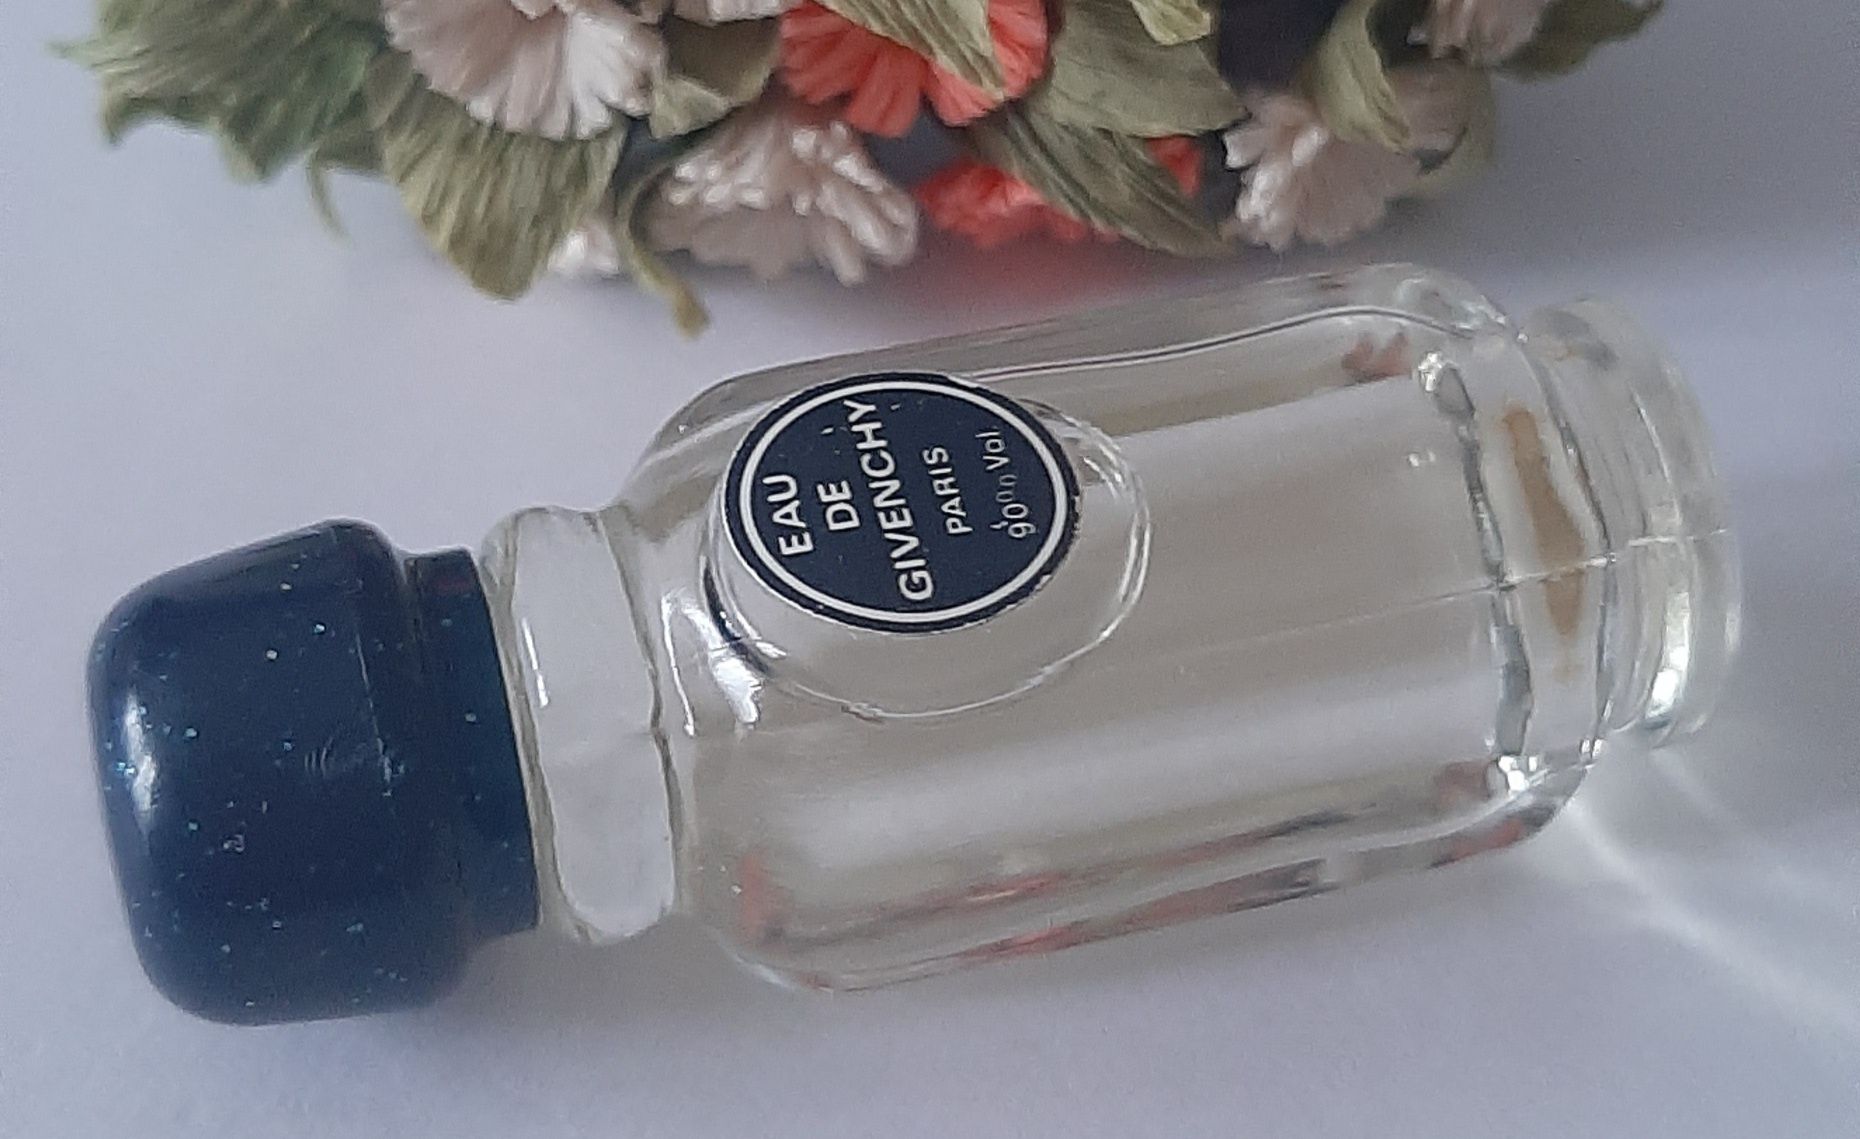 EAU
DE
GIVENCHY
PARIS
90% Vol